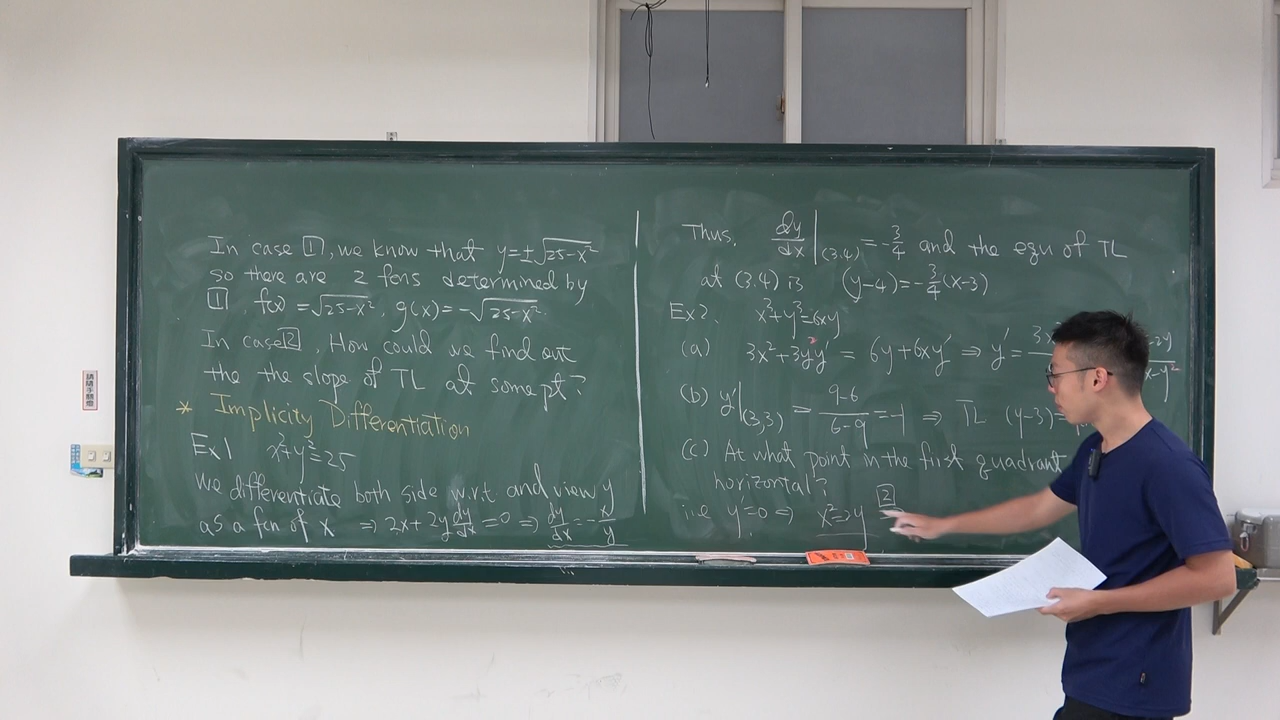 In case 1, we know that y=±√25-x²
so there are 2 fcns determined by
1, f(x)=√25-x², g(x)=-√25-x².
In case 2, How could we find out
the the slope of TL at some pt?
* Implicity Differentiation
Ex1 x²+y²=25
We differentiate both side w.r.t. and view y
as a fcn of x ⇒ 2x+2y dy/dx=0 ⇒ dy/dx=-x/y
Thus, dy/dx|(3,4)=-3/4 and the equ of TL
at (3,4) is (y-4)=-3/4(x-3)
Ex2. x³+y³=6xy
(a) 3x²+3y²y' = 6y+6xy' ⇒ y'=
(b) y'|(3,3) = 9-6/6-9=-1 ⇒ TL (y-3)=
(c) At what point in the first quadrant
horizontal?
i.e y'=0 ⇒ x²=2y 2
請隨手關燈